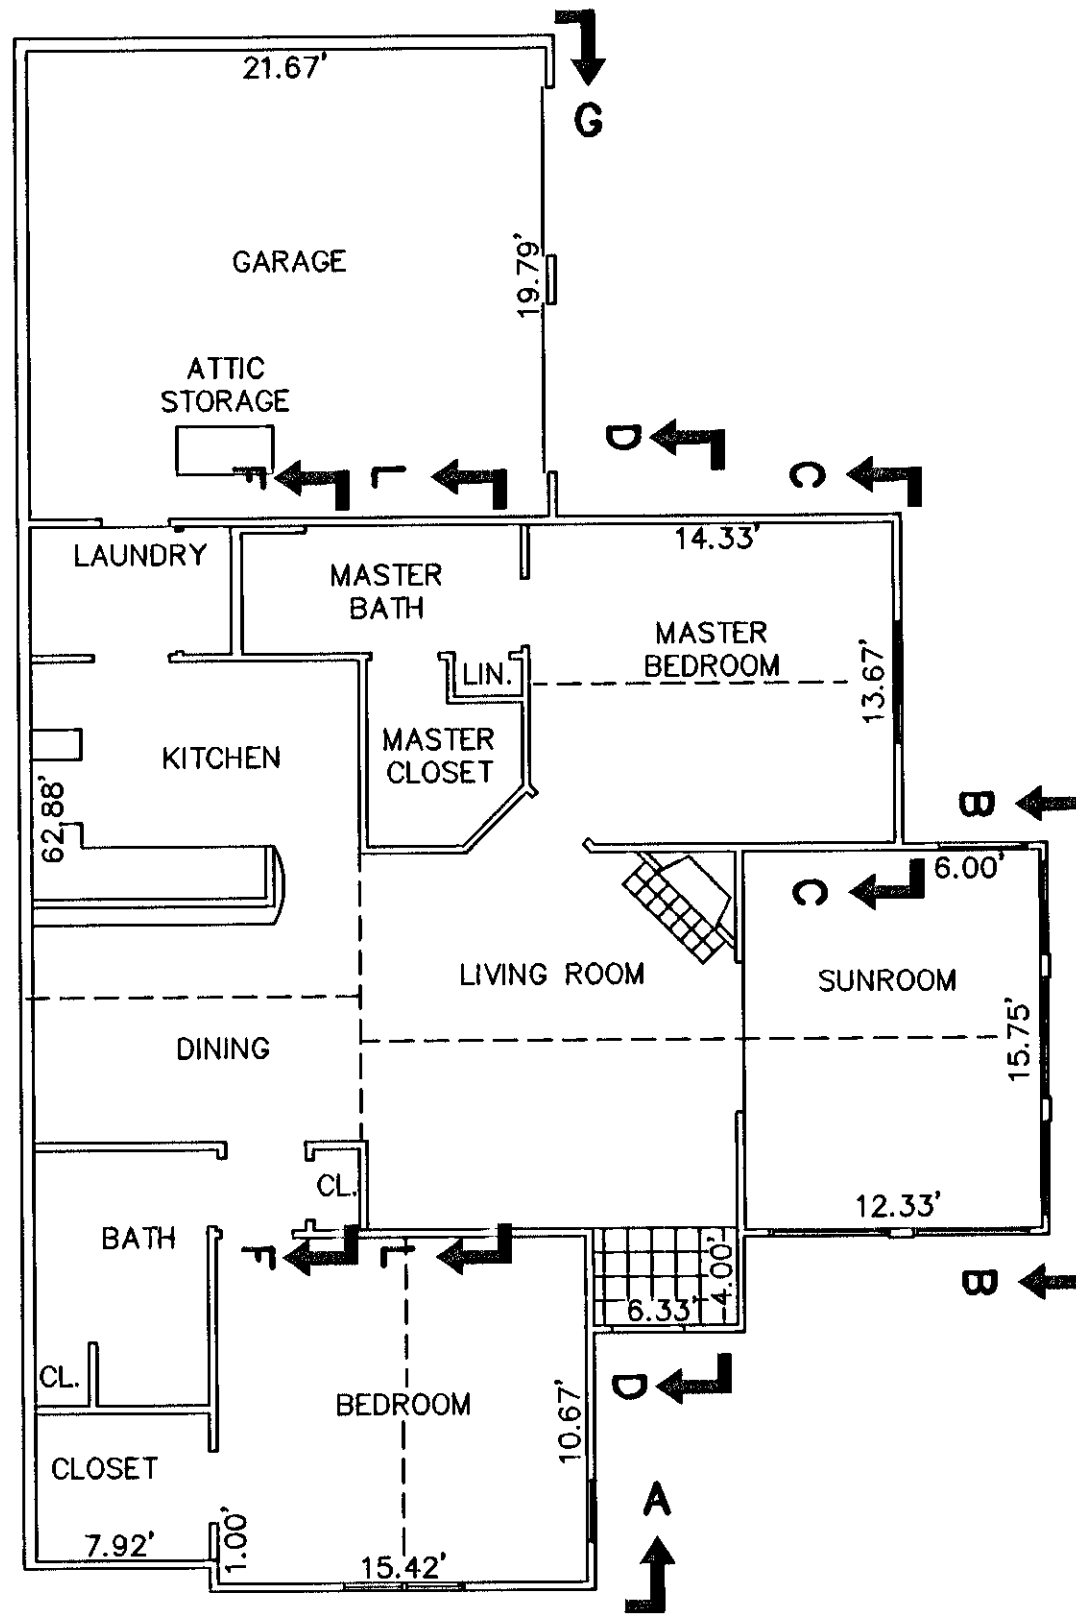 21.67'
G
GARAGE
19.79'
ATTIC
STORAGE
F
L
D
C
LAUNDRY
MASTER
BATH
14.33'
MASTER
BEDROOM
LIN.
13.67'
KITCHEN
MASTER
CLOSET
62.88'
B
6.00'
C
LIVING ROOM
SUNROOM
DINING
15.75'
CL.
BATH
12.33'
F
L
4.00'
6.33'
B
CL.
BEDROOM
D
10.67'
CLOSET
A
7.92'
1.00'
15.42'